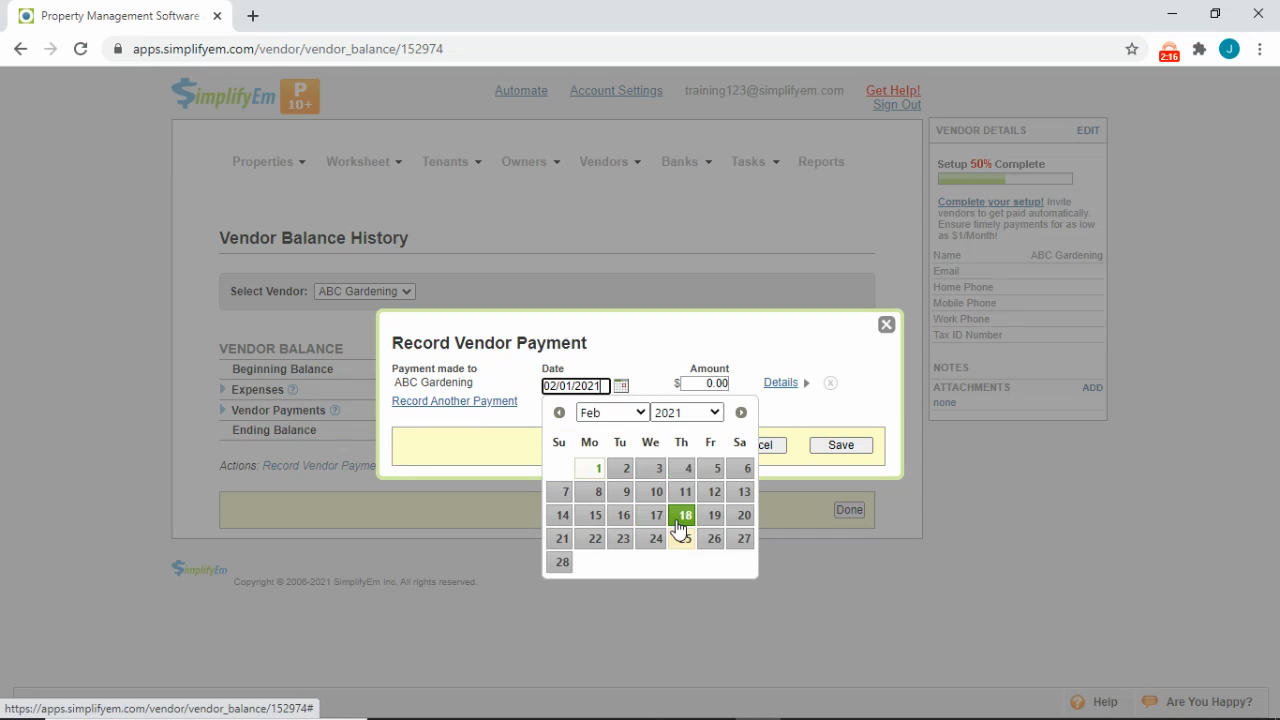 Property Management Software
apps.simplifyem.com/vendor/vendor_balance/152974
2:16
J
SimplifyEm
P
10+
Automate Account Settings training123@simplifyem.com Get Help!
Sign Out
Properties Worksheet Tenants Owners Vendors Banks Tasks Reports
Vendor Balance History
Select Vendor: ABC Gardening
VENDOR BALANCE
Beginning Balance
Expenses ?
Vendor Payments ?
Ending Balance
Actions: Record Vendor Payme
Done
SimplifyEm
Copyright © 2006-2021 SimplifyEm Inc. All rights reserved.
Record Vendor Payment
Payment made to Date Amount
ABC Gardening 02/01/2021 $ 0.00 Details
Record Another Payment
cel Save
Feb 2021
Su Mo Tu We Th Fr Sa
1 2 3 4 5 6
7 8 9 10 11 12 13
14 15 16 17 18 19 20
21 22 23 24 25 26 27
28
VENDOR DETAILS EDIT
Setup 50% Complete
Complete your setup! Invite
vendors to get paid automatically.
Ensure timely payments for as low
as $1/Month!
Name ABC Gardening
Email
Home Phone
Mobile Phone
Work Phone
Tax ID Number
NOTES
ATTACHMENTS ADD
none
https://apps.simplifyem.com/vendor/vendor_balance/152974#
? Help Are You Happy?